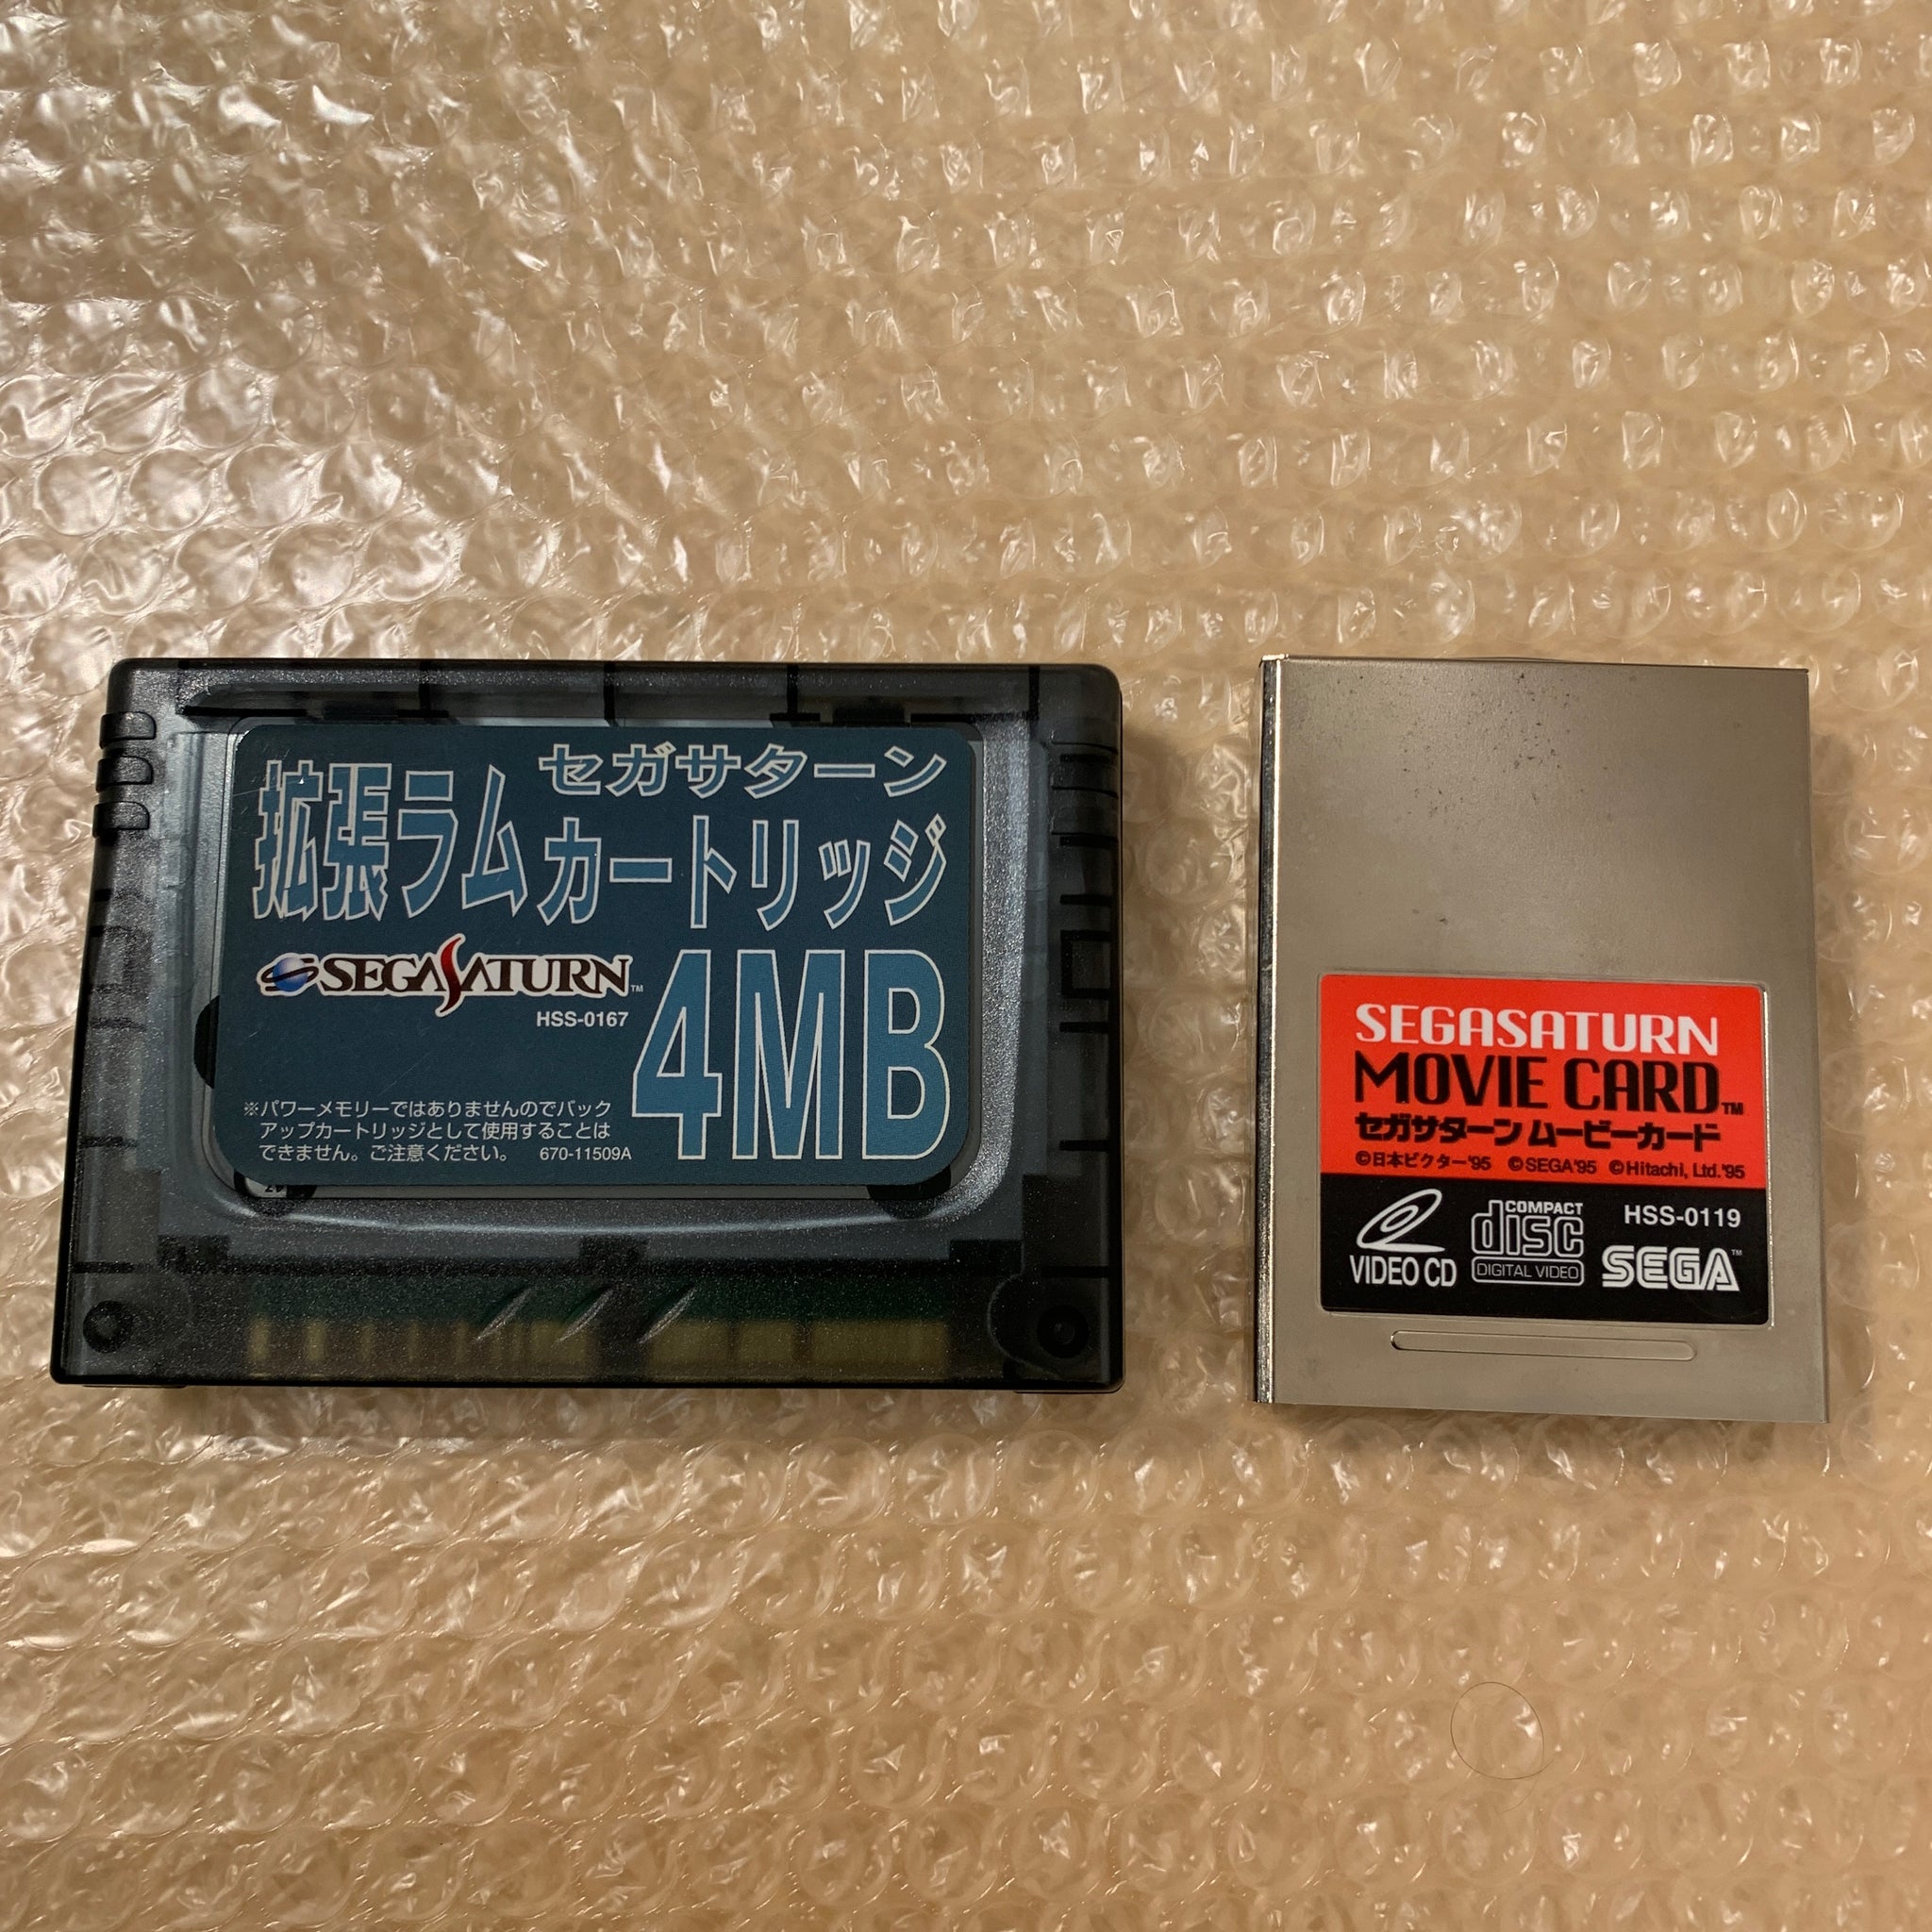 セガサターン
拡張ラムカートリッジ
SEGASATURN™
HSS-0167
4MB
※パワーメモリーではありませんのでバック
アップカートリッジとして使用することは
できません。ご注意ください。 670-11509A
SEGASATURN
MOVIE CARD™
セガサターン ムービーカード
©日本ビクター'95 ©SEGA'95 ©Hitachi, Ltd.'95
VIDEO CD
COMPACT
disc
DIGITAL VIDEO
HSS-0119
SEGA™